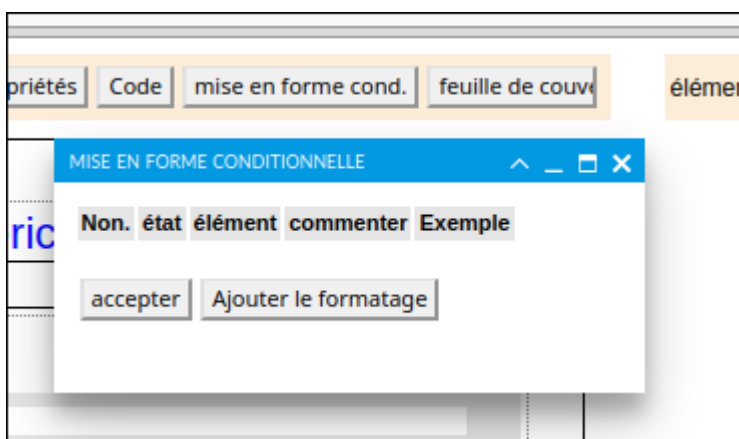 priétés Code mise en forme cond. feuille de couve
éléme
MISE EN FORME CONDITIONNELLE
ric
Non. état élément commenter Exemple
accepter Ajouter le formatage